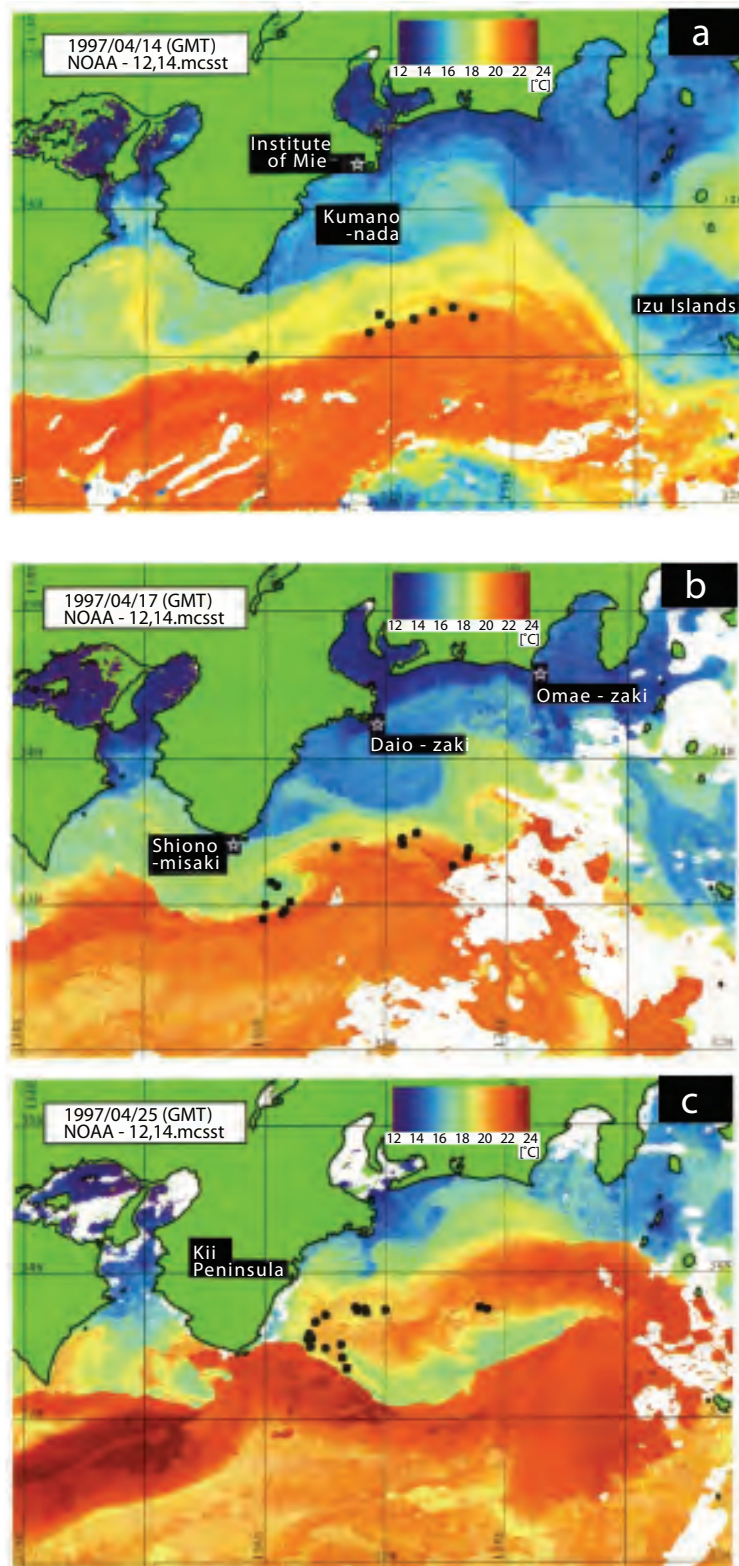 1997/04/14 (GMT)
NOAA - 12,14.mcsst
12 14 16 18 20 22 24
[°C]
a
Institute
of Mie
Kumano
-nada
Izu Islands
1997/04/17 (GMT)
NOAA - 12,14.mcsst
12 14 16 18 20 22 24
[°C]
b
Omae - zaki
Daio - zaki
Shiono
-misaki
1997/04/25 (GMT)
NOAA - 12,14.mcsst
12 14 16 18 20 22 24
[°C]
c
Kii
Peninsula